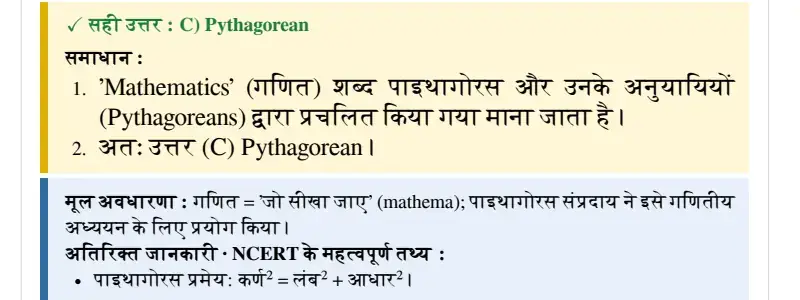 ✓ सही उत्तर : C) Pythagorean
समाधान :
1. ’Mathematics’ (गणित) शब्द पाइथागोरस और उनके अनुयायियों
(Pythagoreans) द्वारा प्रचलित किया गया माना जाता है।
2. अतः उत्तर (C) Pythagorean।
मूल अवधारणा : गणित = ’जो सीखा जाए’ (mathema); पाइथागोरस संप्रदाय ने इसे गणितीय
अध्ययन के लिए प्रयोग किया।
अतिरिक्त जानकारी · NCERT के महत्वपूर्ण तथ्य :
• पाइथागोरस प्रमेय: कर्ण² = लंब² + आधार²।